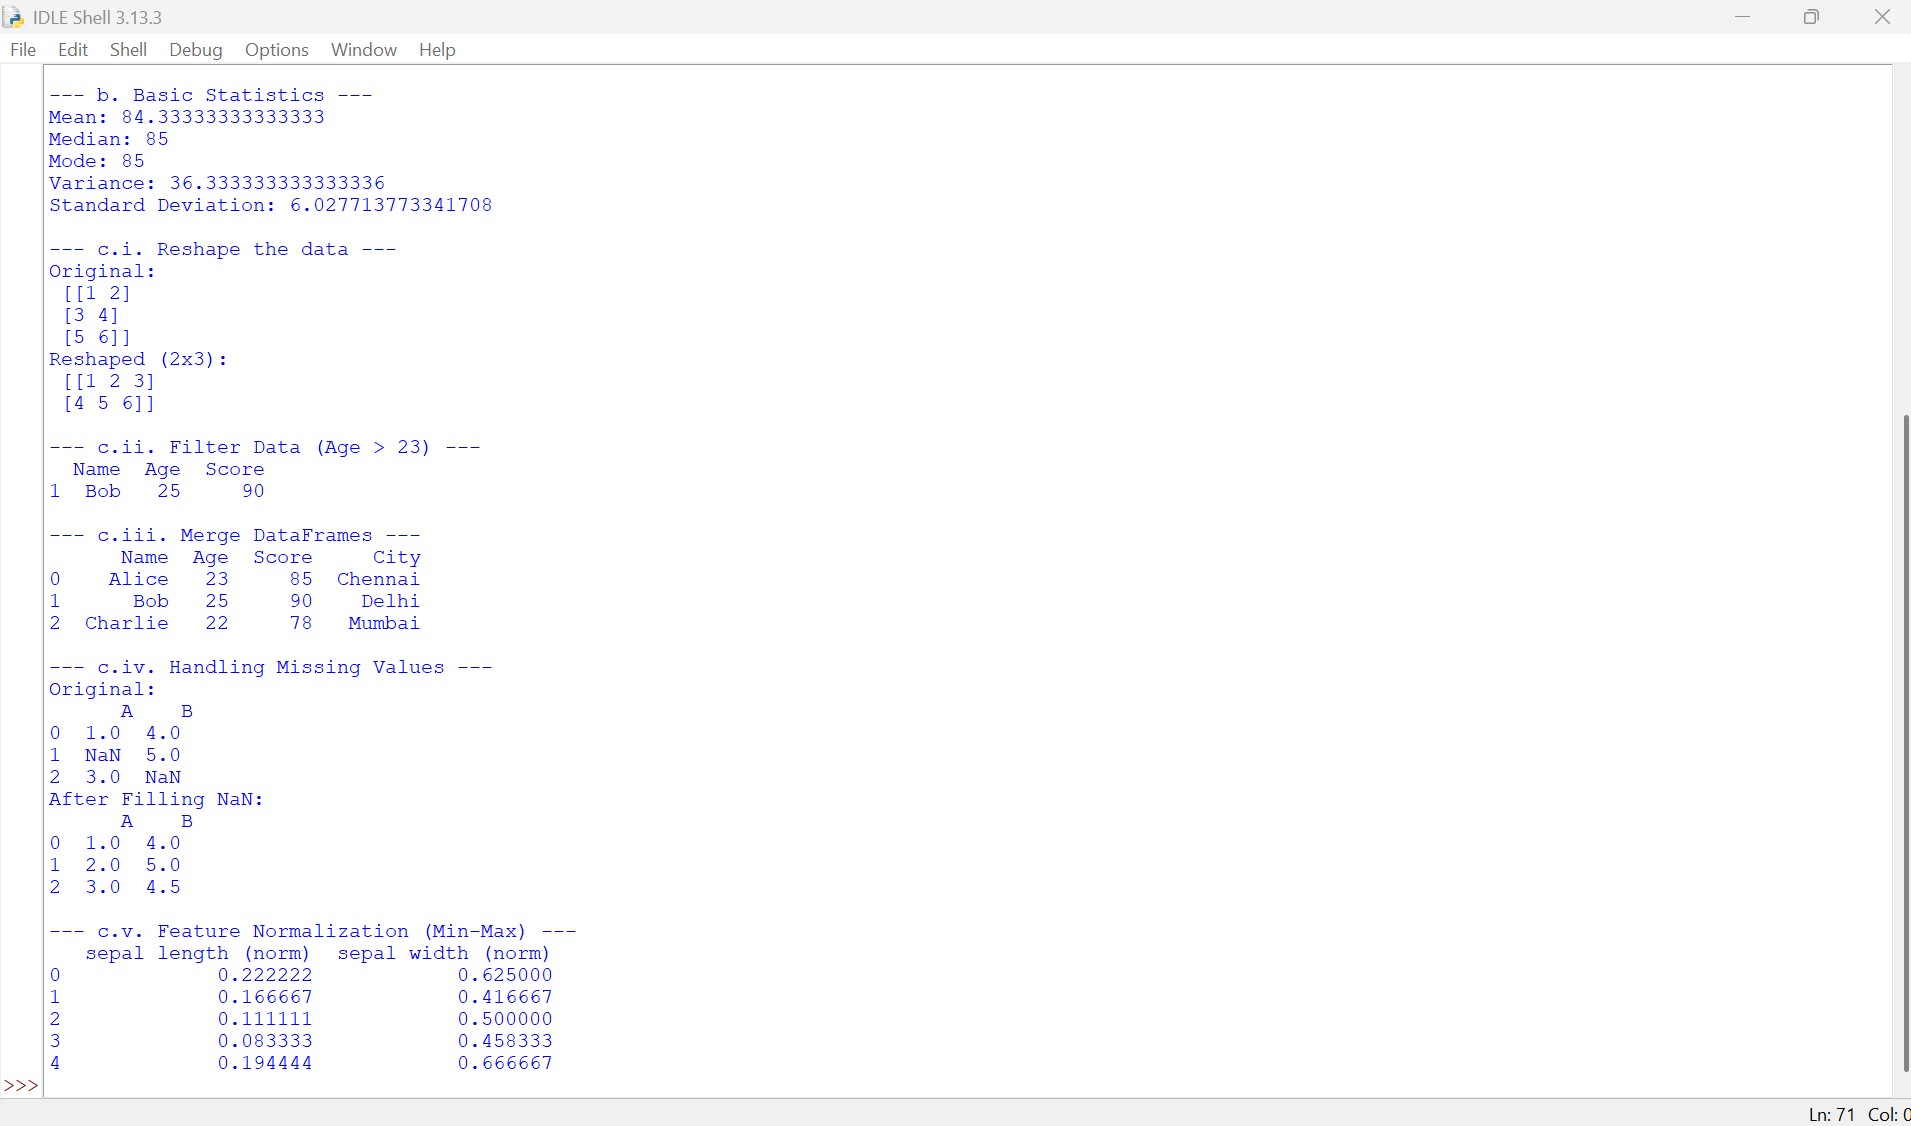 IDLE Shell 3.13.3
File Edit Shell Debug Options Window Help
--- b. Basic Statistics ---
Mean: 84.33333333333333
Median: 85
Mode: 85
Variance: 36.333333333333336
Standard Deviation: 6.027713773341708
--- c.i. Reshape the data ---
Original:
[[1 2]
[3 4]
[5 6]]
Reshaped (2x3):
[[1 2 3]
[4 5 6]]
--- c.ii. Filter Data (Age > 23) ---
Name Age Score
1 Bob 25 90
--- c.iii. Merge DataFrames ---
Name Age Score City
0 Alice 23 85 Chennai
1 Bob 25 90 Delhi
2 Charlie 22 78 Mumbai
--- c.iv. Handling Missing Values ---
Original:
A B
0 1.0 4.0
1 NaN 5.0
2 3.0 NaN
After Filling NaN:
A B
0 1.0 4.0
1 2.0 5.0
2 3.0 4.5
--- c.v. Feature Normalization (Min-Max) ---
sepal length (norm) sepal width (norm)
0 0.222222 0.625000
1 0.166667 0.416667
2 0.111111 0.500000
3 0.083333 0.458333
4 0.194444 0.666667
>>>
Ln: 71 Col: 0